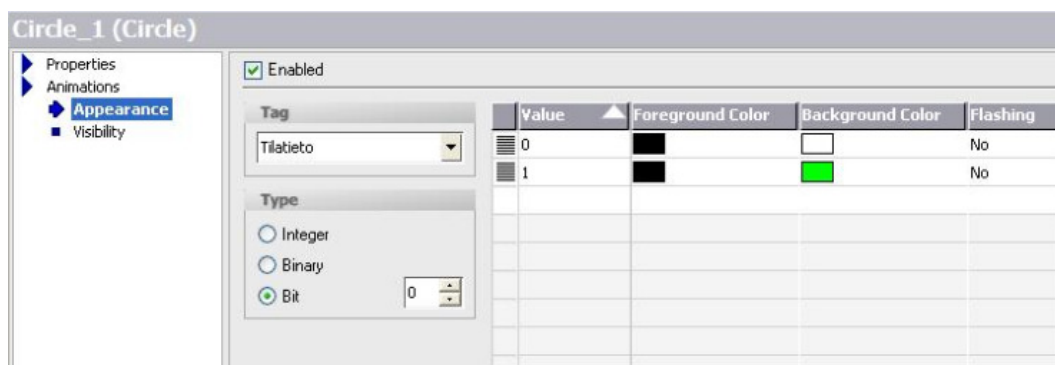 Circle_1 (Circle)
Properties
Animations
Appearance
Visibility
Enabled
Tag
Tilatieto
Type
Integer
Binary
Bit 0
Value Foreground Color Background Color Flashing
0 No
1 No